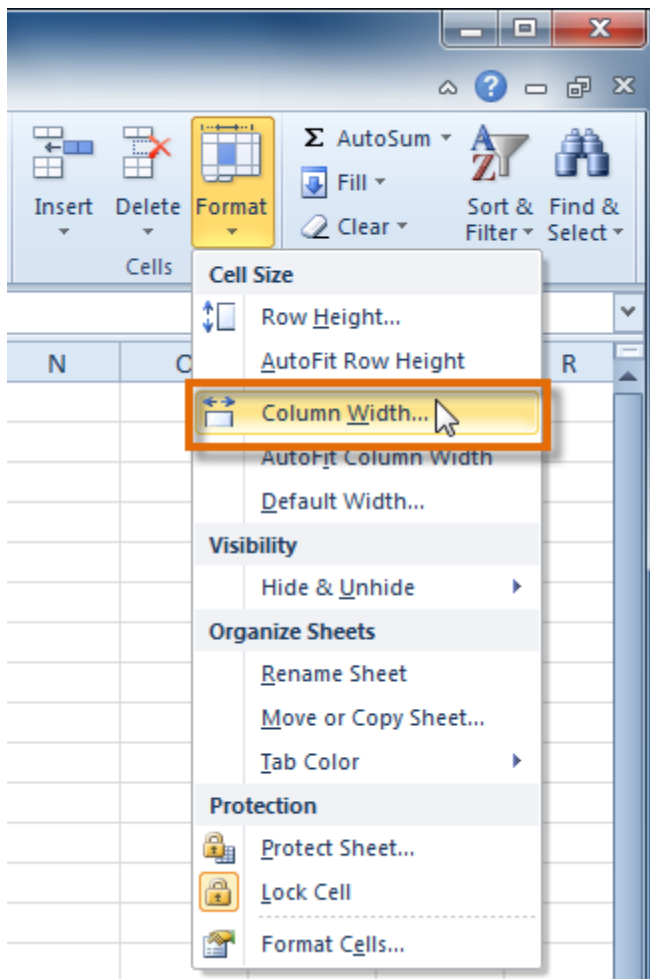 Σ AutoSum
Fill
Clear
Insert Delete Format
Sort & Filter
Find & Select
Cells
Cell Size
Row Height...
N
AutoFit Row Height
R
Column Width...
AutoFit Column Width
Default Width...
Visibility
Hide & Unhide
Organize Sheets
Rename Sheet
Move or Copy Sheet...
Tab Color
Protection
Protect Sheet...
Lock Cell
Format Cells...